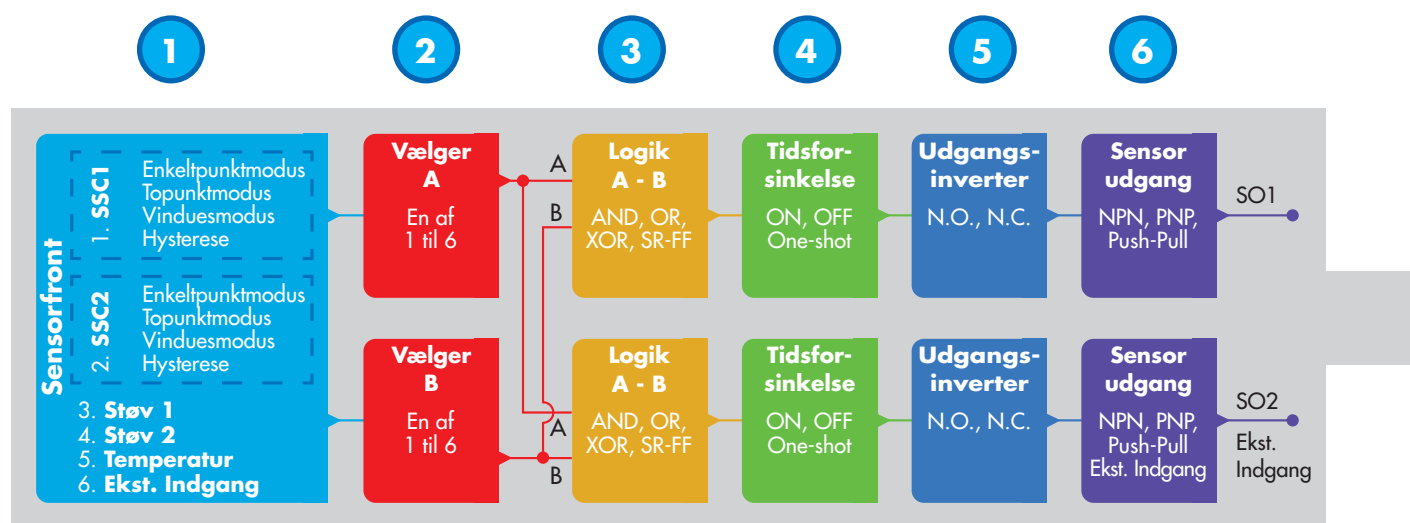 1
2
3
4
5
6
Sensorfront
1. SSC1
Enkeltpunktmodus
Topunktmodus
Vinduesmodus
Hysterese
2. SSC2
Enkeltpunktmodus
Topunktmodus
Vinduesmodus
Hysterese
3. Støv 1
4. Støv 2
5. Temperatur
6. Ekst. Indgang
Vælger
A
En af
1 til 6
A
B
Logik
A - B
AND, OR,
XOR, SR-FF
Tidsfor-
sinkelse
ON, OFF
One-shot
Udgangs-
inverter
N.O., N.C.
Sensor
udgang
NPN, PNP,
Push-Pull
SO1
Vælger
B
En af
1 til 6
A
B
Logik
A - B
AND, OR,
XOR, SR-FF
Tidsfor-
sinkelse
ON, OFF
One-shot
Udgangs-
inverter
N.O., N.C.
Sensor
udgang
NPN, PNP,
Push-Pull
Ekst. Indgang
SO2
Ekst.
Indgang